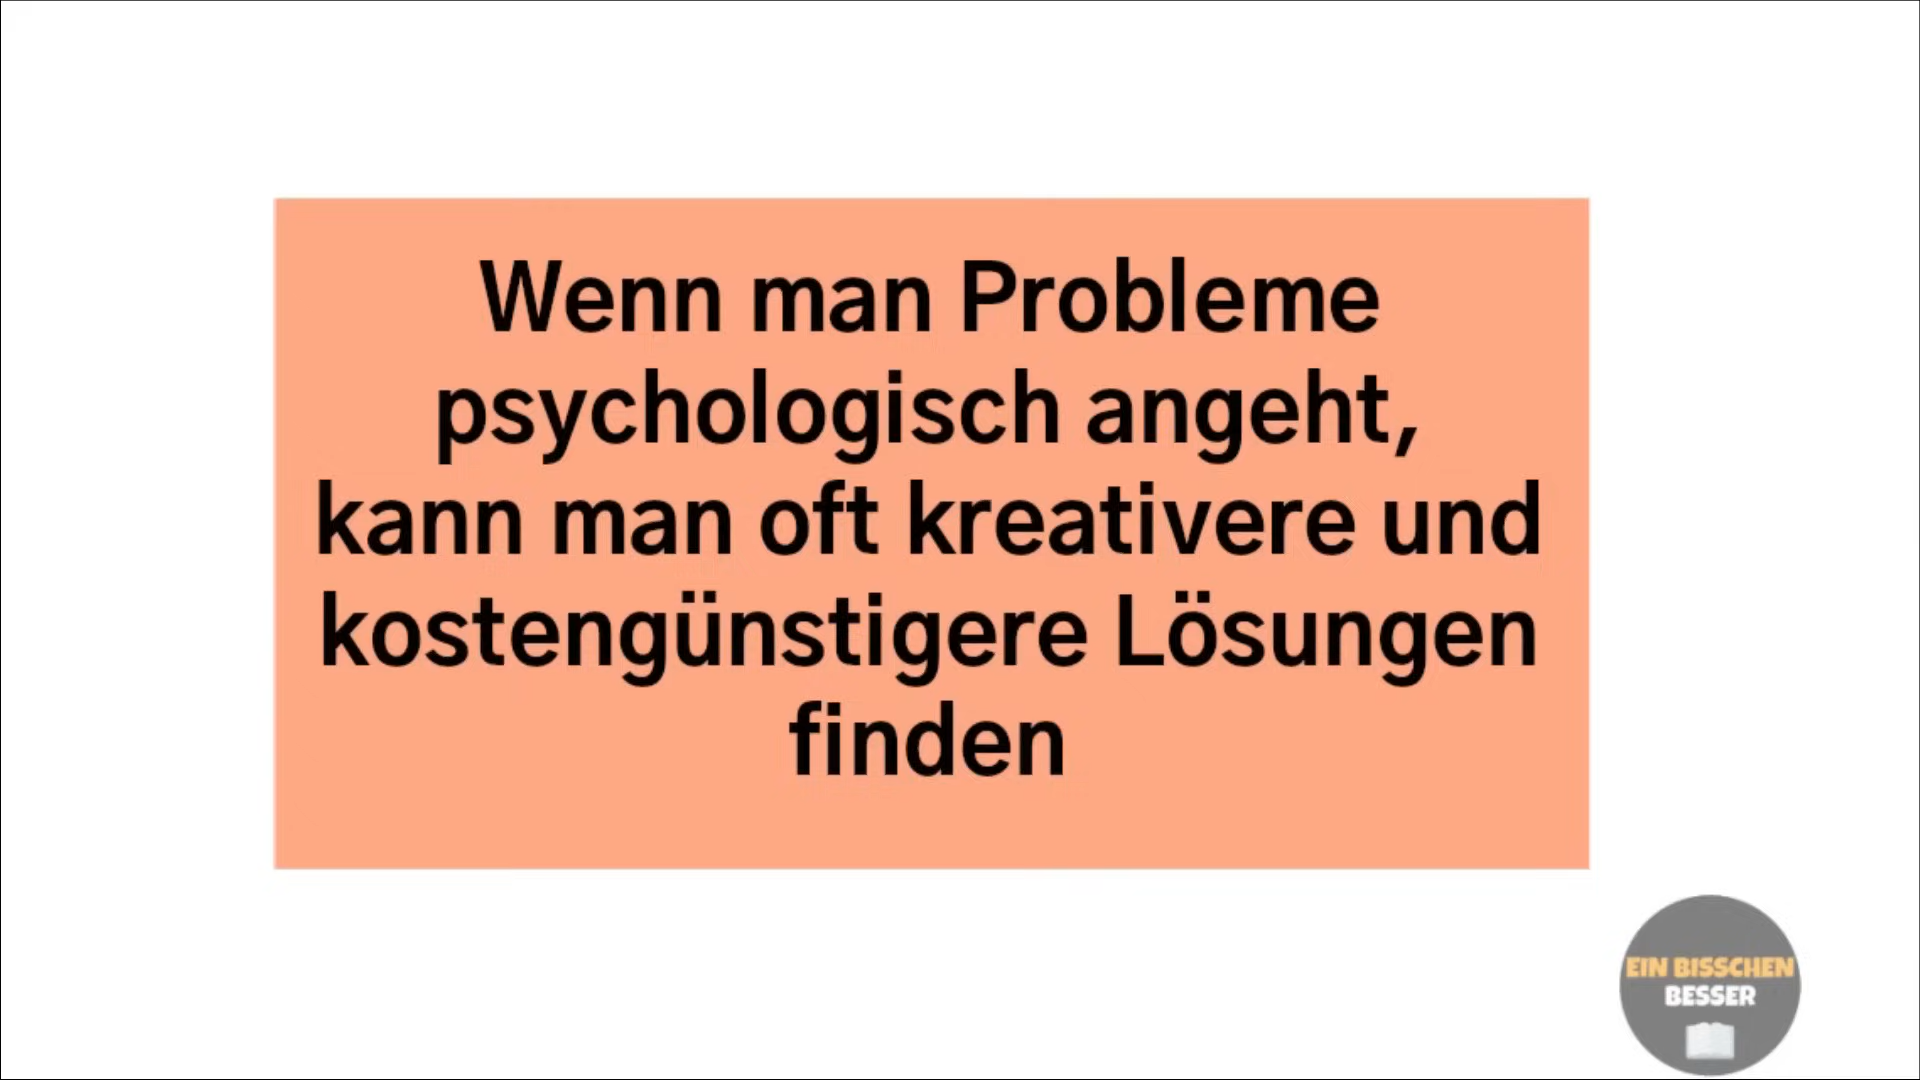 Wenn man Probleme
psychologisch angeht,
kann man oft kreativere und
kostengünstigere Lösungen
finden
EIN BISSCHEN
BESSER